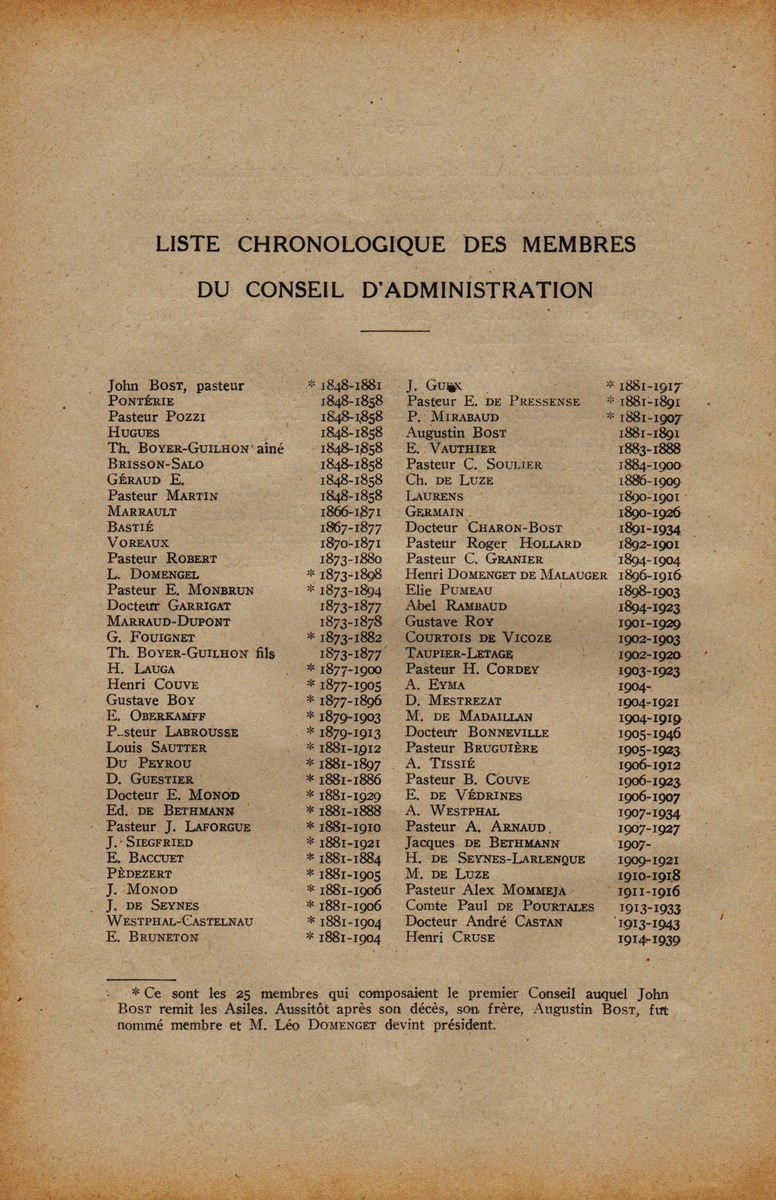 LISTE CHRONOLOGIQUE DES MEMBRES
DU CONSEIL D'ADMINISTRATION
John BOST, pasteur * 1848-1881
PONTÉRIE 1848-1858
Pasteur POZZI 1848-1858
HUGUES 1848-1858
Th. BOYER-GUILHON aîné 1848-1858
BRISSON-SALO 1848-1858
GÉRAUD E. 1848-1858
Pasteur MARTIN 1848-1858
MARRAULT 1866-1871
BASTIÉ 1867-1877
VOREAUX 1870-1871
Pasteur ROBERT 1873-1880
L. DOMENGEL * 1873-1898
Pasteur E. MONBRUN * 1873-1894
Docteur GARRIGAT 1873-1877
MARRAUD-DUPONT 1873-1878
G. FOUIGNET * 1873-1882
Th. BOYER-GUILHON fils 1873-1877
H. LAUGA * 1877-1900
Henri COUVE * 1877-1905
Gustave BOY * 1877-1896
E. OBERKAMFF * 1879-1903
P..steur LABROUSSE * 1879-1913
Louis SAUTTER * 1881-1912
DU PEYROU * 1881-1897
D. GUESTIER * 1881-1886
Docteur E. MONOD * 1881-1929
Ed. DE BETHMANN * 1881-1888
Pasteur J. LAFORGUE * 1881-1910
J. SIEGFRIED * 1881-1921
E. BACCUET * 1881-1884
PÈDEZERT * 1881-1905
J. MONOD * 1881-1906
J. DE SEYNES * 1881-1906
WESTPHAL-CASTELNAU * 1881-1904
E. BRUNETON * 1881-1904
J. * 1881-1917
Pasteur E. DE PRESSENSE * 1881-1891
P. MIRABAUD * 1881-1907
Augustin BOST 1881-1891
E. VAUTHIER 1883-1888
Pasteur C. SOULIER 1884-1900
Ch. DE LUZE 1886-1909
LAURENS 1890-1901
GERMAIN 1890-1926
Docteur CHARON-BOST 1891-1934
Pasteur Roger HOLLARD 1892-1901
Pasteur C. GRANIER 1894-1904
Henri DOMENGET DE MALAUGER 1896-1916
Elie PUMEAU 1898-1903
Abel RAMBAUD 1894-1923
Gustave ROY 1901-1929
COURTOIS DE VICOZE 1902-1903
TAUPIER-LETAGE 1902-1920
Pasteur H. CORDEY 1903-1923
A. EYMA 1904-
D. MESTREZAT 1904-1921
M. DE MADAILLAN 1904-1919
Docteur BONNEVILLE 1905-1946
Pasteur BRUGUIÈRE 1905-1923
A. TISSIÉ 1906-1912
Pasteur B. COUVE 1906-1923
E. DE VÉDRINES 1906-1907
A. WESTPHAL 1907-1934
Pasteur A. ARNAUD 1907-1927
Jacques DE BETHMANN 1907-
H. DE SEYNES-LARLENQUE 1909-1921
M. DE LUZE 1910-1918
Pasteur Alex MOMMEJA 1911-1916
Comte Paul DE POURTALES 1913-1933
Docteur André CASTAN 1913-1943
Henri CRUSE 1914-1939
* Ce sont les 25 membres qui composaient le premier Conseil auquel John
BOST remit les Asiles. Aussitôt après son décès, son frère, Augustin BOST, fut
nommé membre et M. Léo DOMENGET devint président.